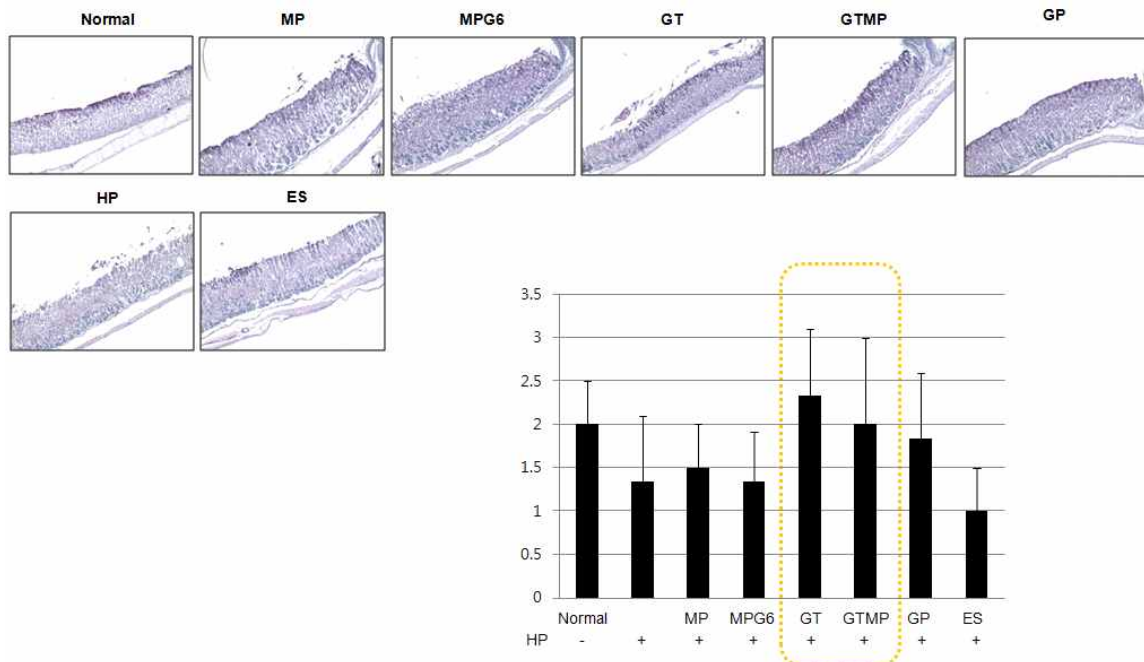 Normal MP MPG6 GT GTMP GP
HP ES
3.5
3
2.5
2
1.5
1
0.5
0
Normal MP MPG6 GT GTMP GP ES
HP - + + + + + + +